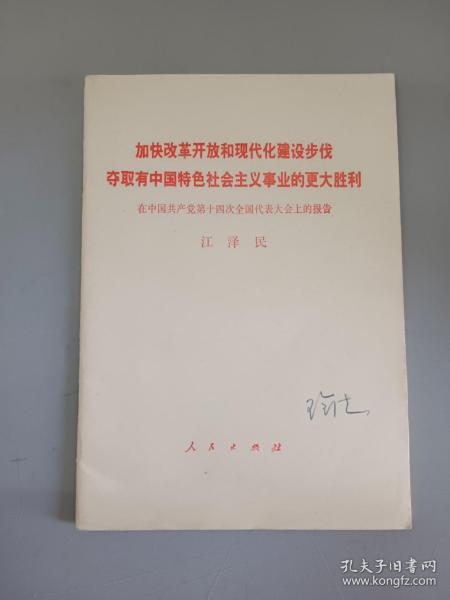 加快改革开放和现代化建设步伐
夺取有中国特色社会主义事业的更大胜利
在中国共产党第十四次全国代表大会上的报告
江泽民
人民出版社
孔夫子旧书网
www.kongfz.com